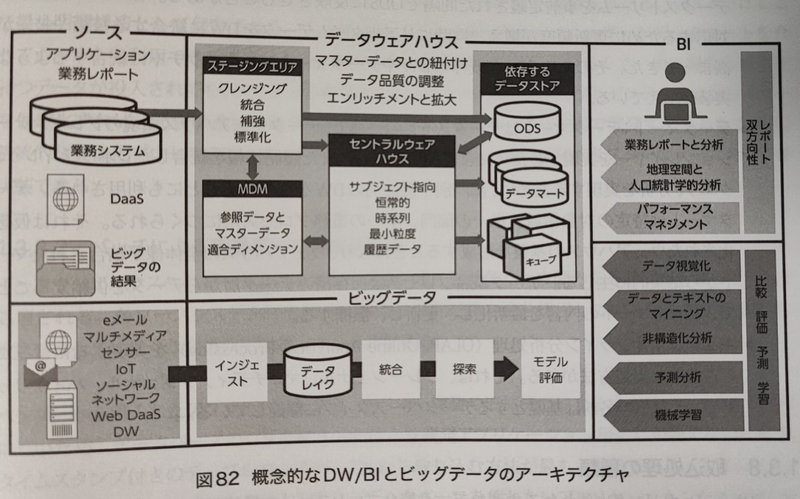 ソース
アプリケーション
業務レポート
業務システム
DaaS
ビッグ
データの
結果
データウェアハウス
ステージングエリア
クレンジング
統合
補強
標準化
マスターデータとの紐付け
データ品質の調整
エンリッチメントと拡大
依存する
データストア
ODS
データマート
キューブ
セントラルウェア
ハウス
サブジェクト指向
恒常的
時系列
最小粒度
履歴データ
MDM
参照データと
マスターデータ
適合ディメンション
BI
業務レポートと分析
地理空間と
人口統計学的分析
パフォーマンス
マネジメント
レポート
双方向性
データ視覚化
データとテキストの
マイニング
非構造化分析
予測分析
機械学習
比較 評価 予測 学習
ビッグデータ
eメール
マルチメディア
センサー
IoT
ソーシャル
ネットワーク
Web DaaS
DW
インジェ
スト
データ
レイク
統合
探索
モデル
評価
図82 概念的なDW/BIとビッグデータのアーキテクチャ